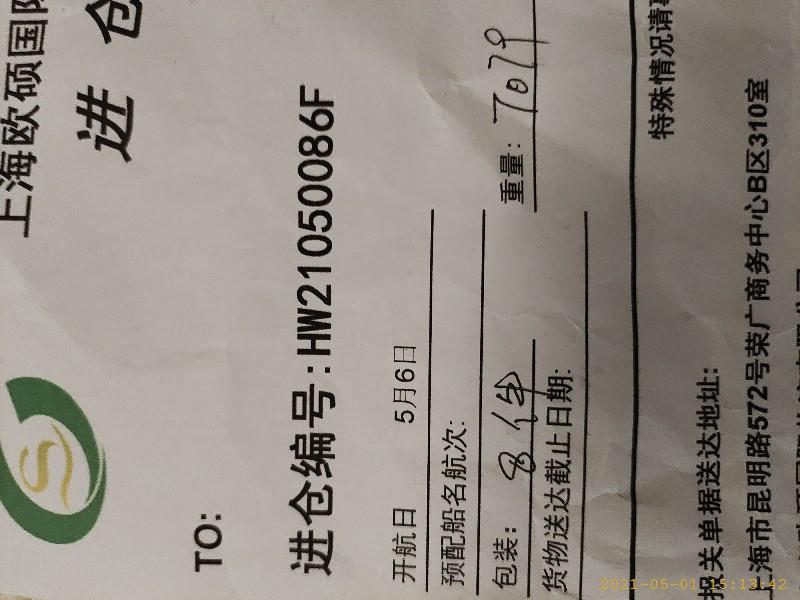 上海欧硕国际
进 仓
TO:
进仓编号:HW21050086F
开航日 5月6日
预配船名航次:
包装: 8件 重量: 7079
货物送达截止日期:
特殊情况请
报关单据送达地址:
上海市昆明路572号荣广商务中心B区310室
2021-05-01 15:13:42